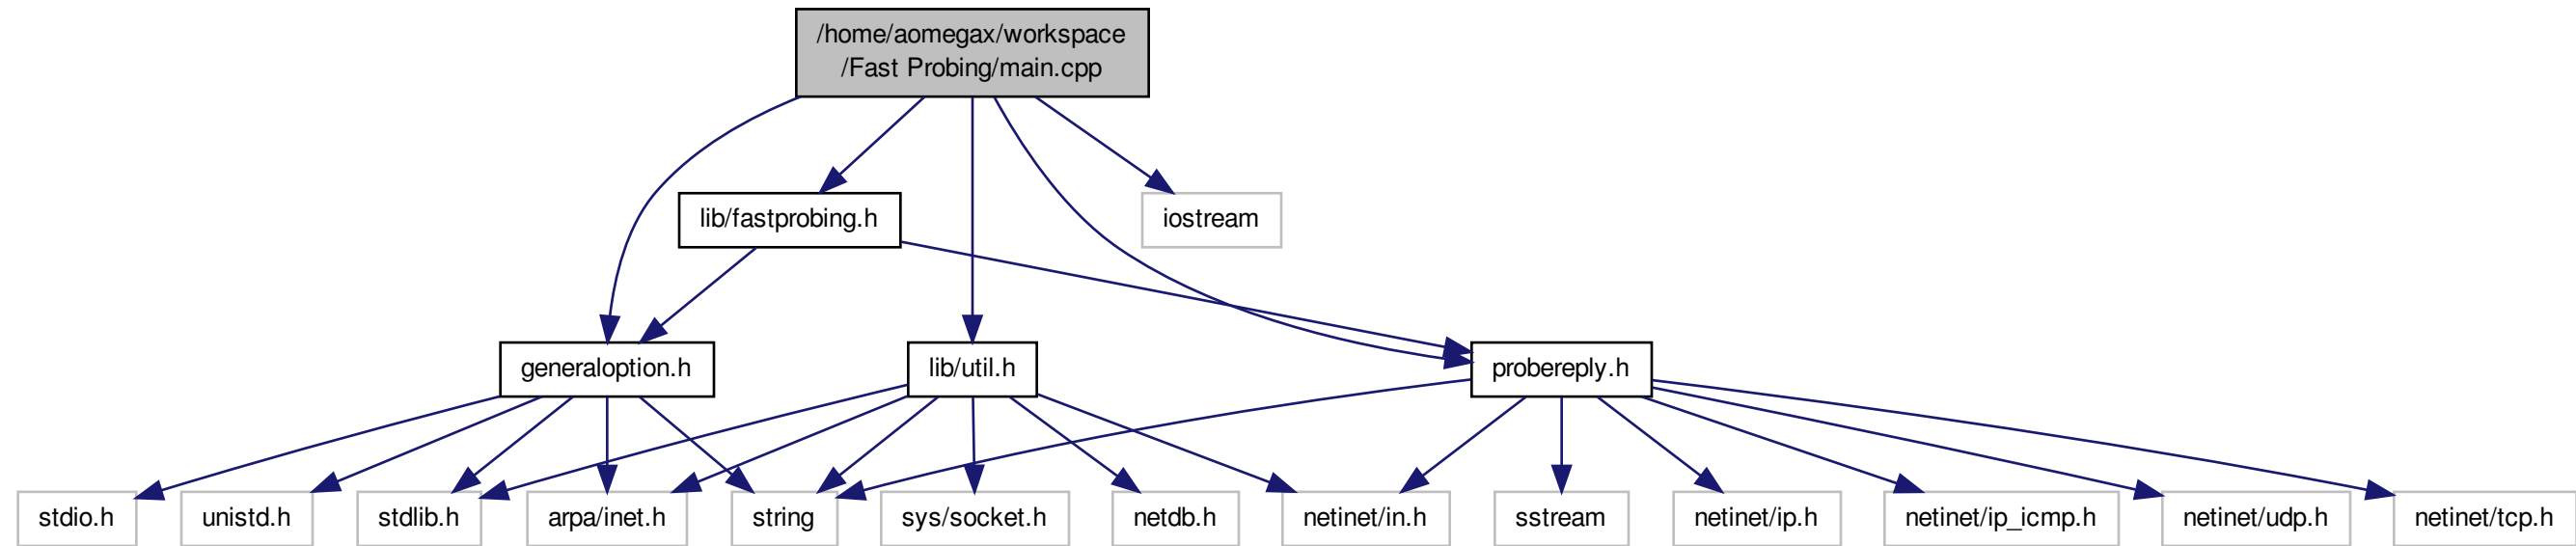 /home/aomegax/workspace
/Fast Probing/main.cpp
lib/fastprobing.h
iostream
generaloption.h
lib/util.h
probereply.h
stdio.h
unistd.h
stdlib.h
arpa/inet.h
string
sys/socket.h
netdb.h
netinet/in.h
sstream
netinet/ip.h
netinet/ip_icmp.h
netinet/udp.h
netinet/tcp.h